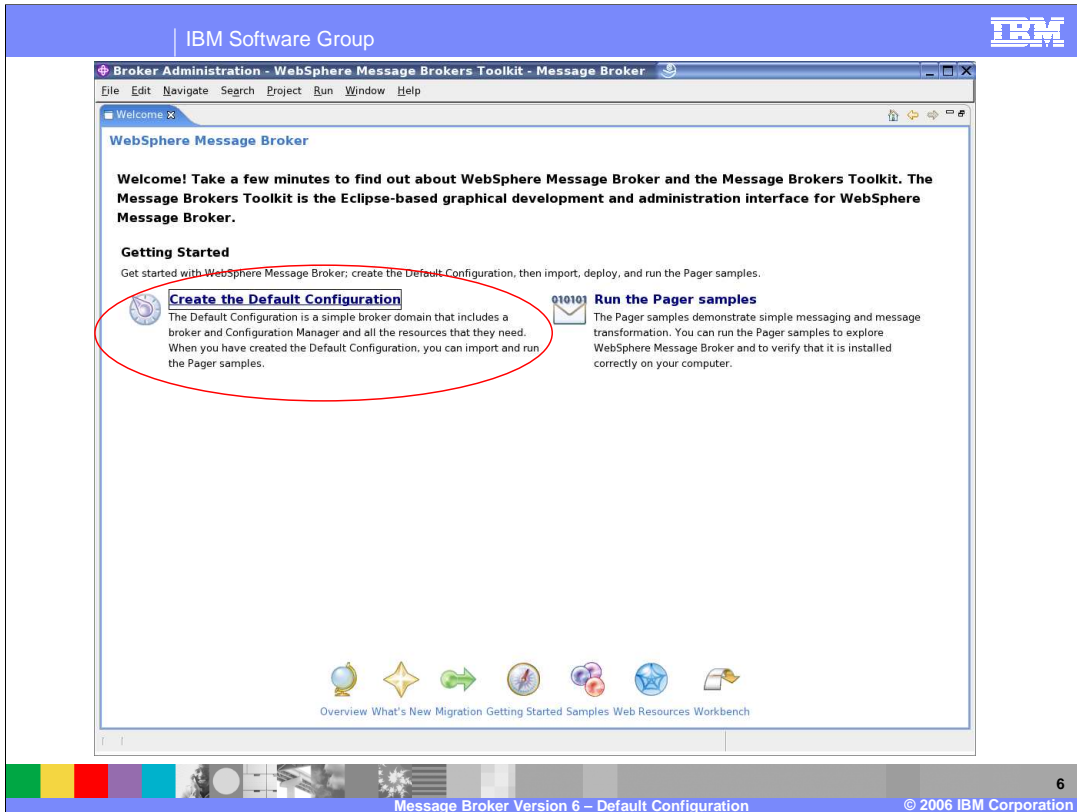 IBM Software Group
IBM
Broker Administration - WebSphere Message Brokers Toolkit - Message Broker
File Edit Navigate Search Project Run Window Help
Welcome
WebSphere Message Broker
Welcome! Take a few minutes to find out about WebSphere Message Broker and the Message Brokers Toolkit. The
Message Brokers Toolkit is the Eclipse-based graphical development and administration interface for WebSphere
Message Broker.
Getting Started
Get started with WebSphere Message Broker; create the Default Configuration, then import, deploy, and run the Pager samples.
Create the Default Configuration
The Default Configuration is a simple broker domain that includes a
broker and Configuration Manager and all the resources that they need.
When you have created the Default Configuration, you can import and run
the Pager samples.
010101
Run the Pager samples
The Pager samples demonstrate simple messaging and message
transformation. You can run the Pager samples to explore
WebSphere Message Broker and to verify that it is installed
correctly on your computer.
Overview What's New Migration Getting Started Samples Web Resources Workbench
6
Message Broker Version 6 – Default Configuration
© 2006 IBM Corporation